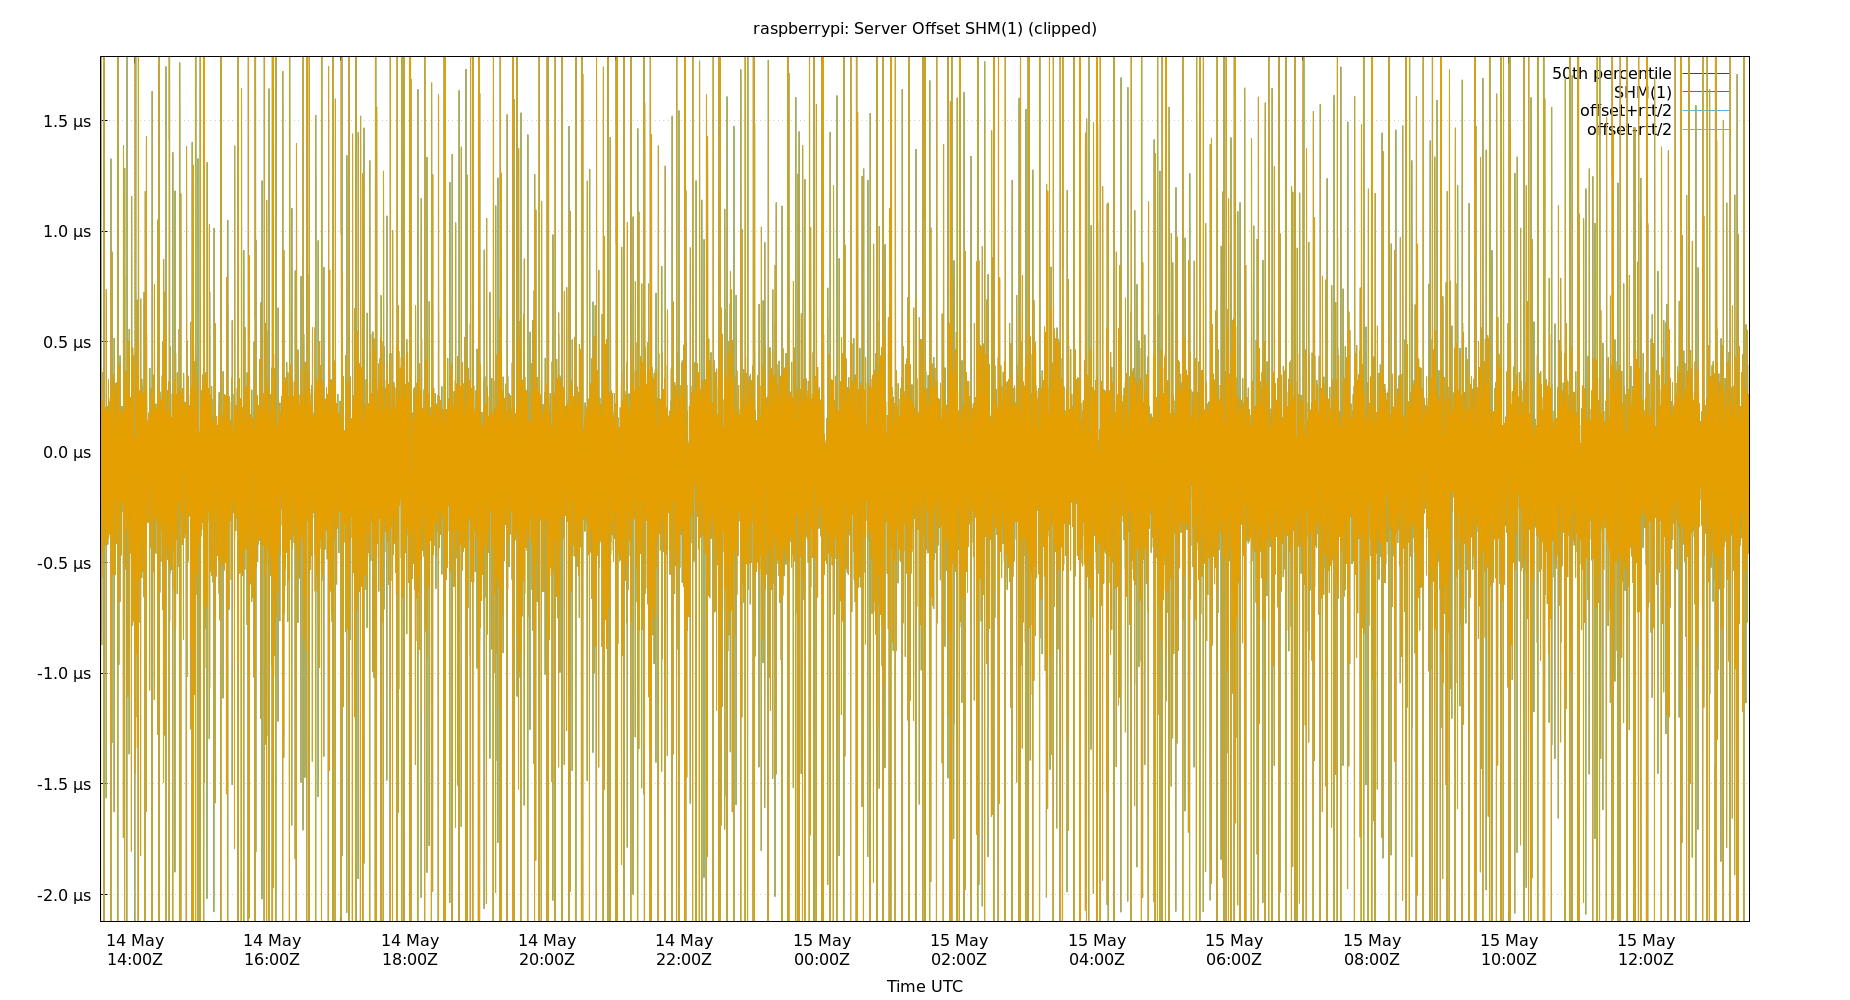 raspberrypi: Server Offset SHM(1) (clipped)
50th percentile
SHM(1)
offset+rtt/2
offset-rtt/2
1.5 µs
1.0 µs
0.5 µs
0.0 µs
-0.5 µs
-1.0 µs
-1.5 µs
-2.0 µs
14 May 14 May 14 May 14 May 14 May 15 May 15 May 15 May 15 May 15 May 15 May 15 May
14:00Z 16:00Z 18:00Z 20:00Z 22:00Z 00:00Z 02:00Z 04:00Z 06:00Z 08:00Z 10:00Z 12:00Z
Time UTC